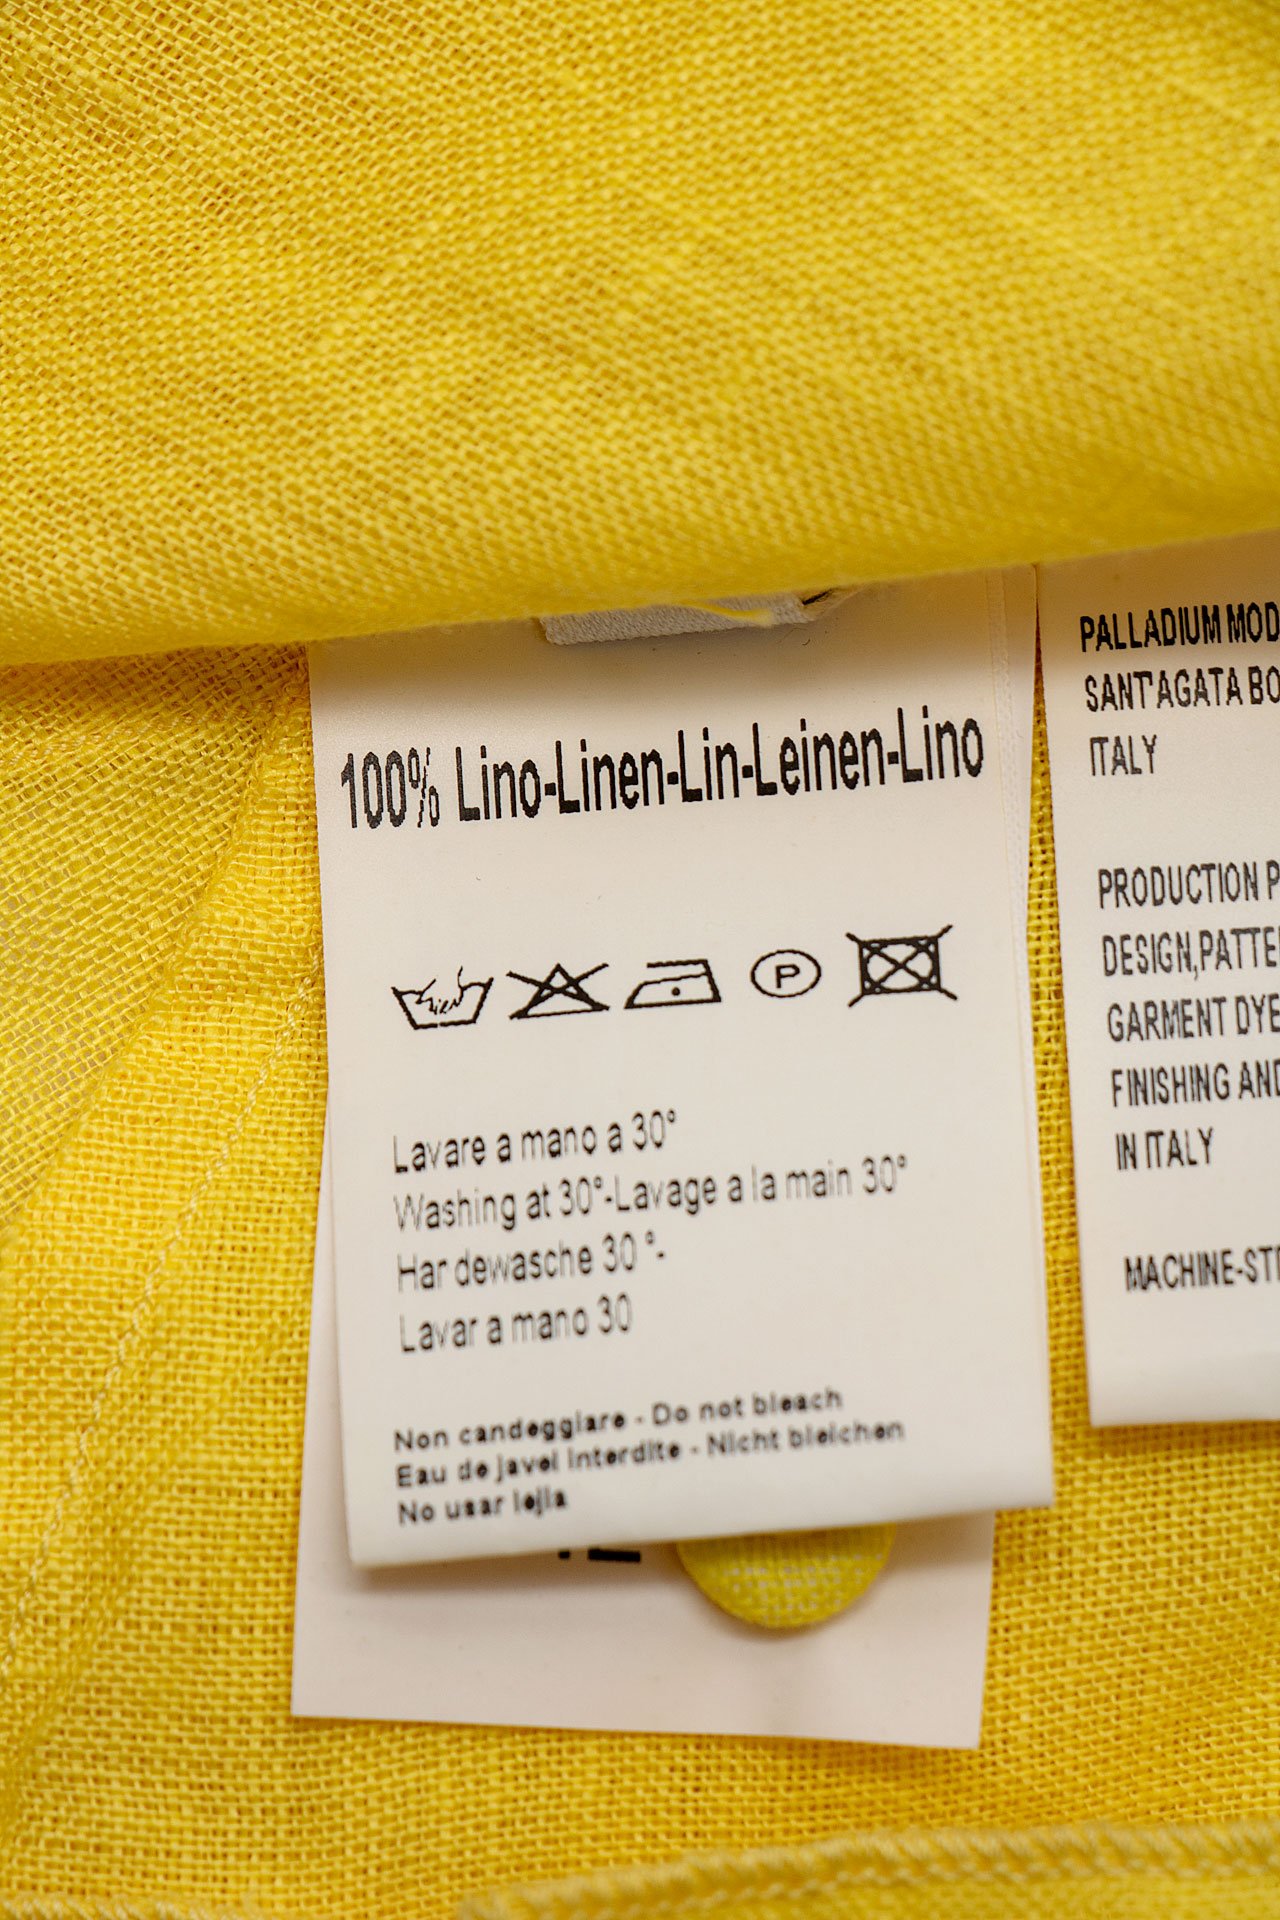 100% Lino-Linen-Lin-Leinen-Lino
P
Lavare a mano a 30°
Washing at 30°-Lavage a la main 30°
Har dewasche 30 °-
Lavar a mano 30
Non candeggiare - Do not bleach
Eau de javel interdite - Nicht bleichen
No usar lejia
PALLADIUM MOD
SANT'AGATA BO
ITALY
PRODUCTION P
DESIGN,PATTE
GARMENT DYE
FINISHING AND
IN ITALY
MACHINE-ST